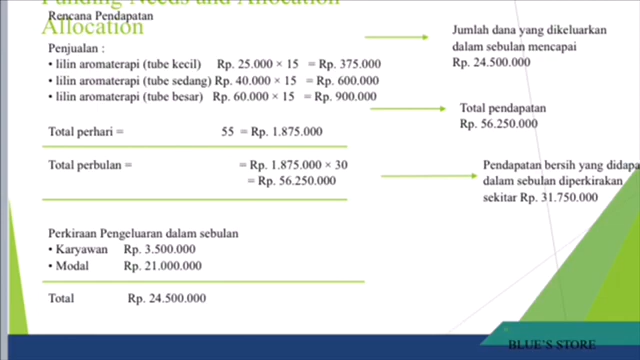 Funding Needs and Allocation
Allocation
Rencana Pendapatan
Penjualan :
• lilin aromaterapi (tube kecil) Rp. 25.000 × 15 = Rp. 375.000
• lilin aromaterapi (tube sedang) Rp. 40.000 × 15 = Rp. 600.000
• lilin aromaterapi (tube besar) Rp. 60.000 × 15 = Rp. 900.000
Total perhari = 55 = Rp. 1.875.000
Total perbulan = = Rp. 1.875.000 × 30
= Rp. 56.250.000
Perkiraan Pengeluaran dalam sebulan
• Karyawan Rp. 3.500.000
• Modal Rp. 21.000.000
Total Rp. 24.500.000
Jumlah dana yang dikeluarkan
dalam sebulan mencapai
Rp. 24.500.000
Total pendapatan
Rp. 56.250.000
Pendapatan bersih yang didapa
dalam sebulan diperkirakan
sekitar Rp. 31.750.000
BLUE'S STORE